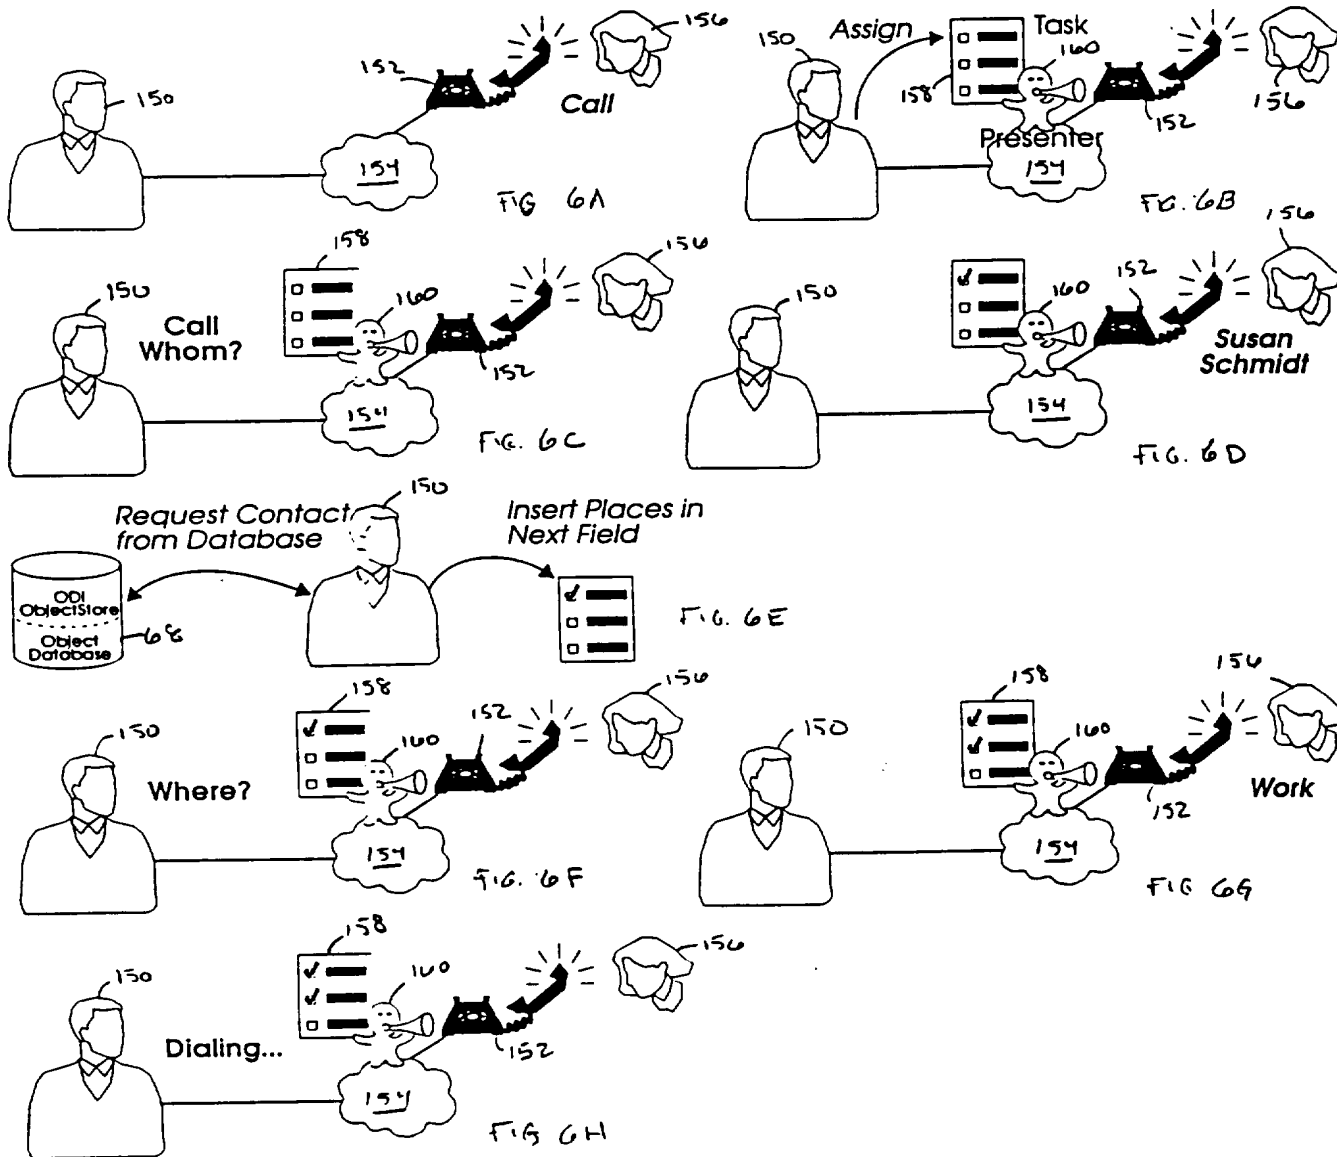 150
152
Call
156
154
FIG 6A
150
Assign
Task
158
160
Presenter
152
156
154
FIG. 6B
150
Call
Whom?
158
160
152
156
154
FIG. 6C
150
160
152
156
Susan
Schmidt
154
FIG. 6D
Request Contact
from Database
150
Insert Places in
Next Field
ODI
ObjectStore
Object
Database
68
FIG. 6E
150
Where?
158
160
152
156
154
FIG. 6F
150
158
160
152
156
Work
154
FIG 6G
150
Dialing...
158
160
152
156
154
FIG 6H